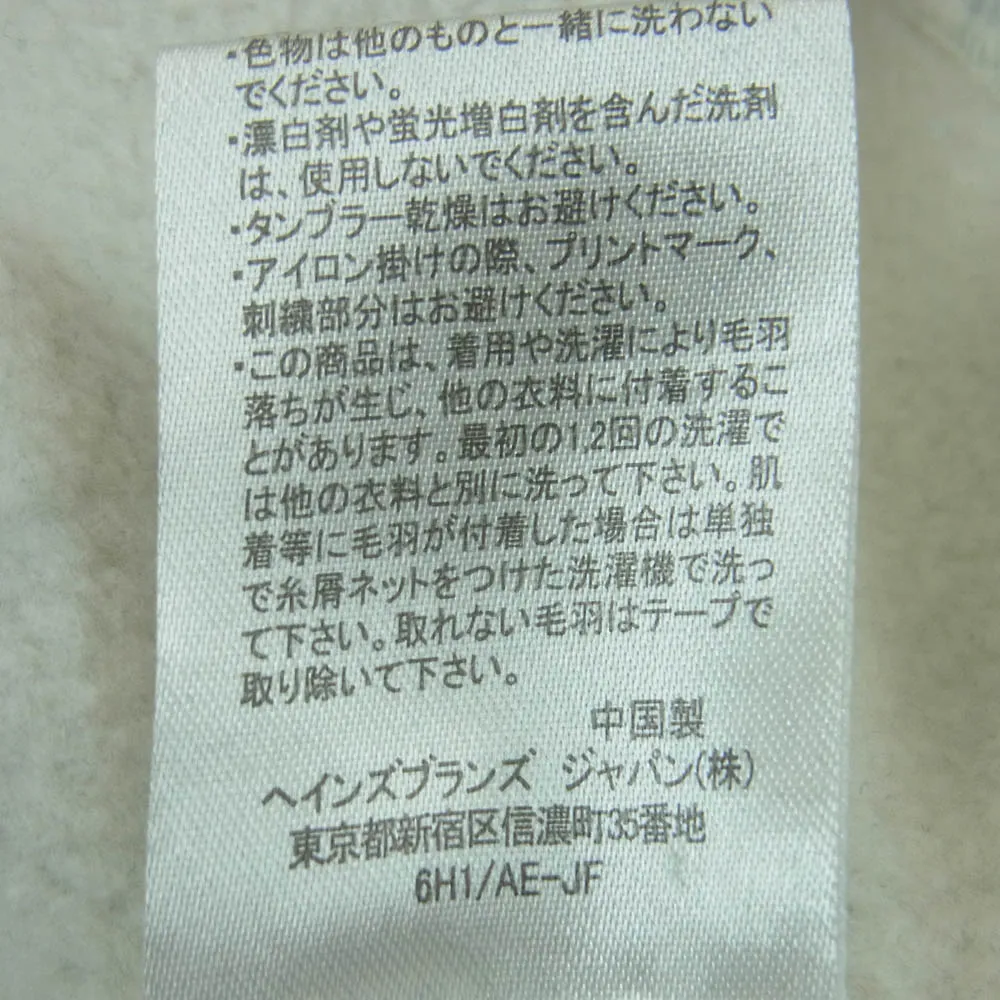 ・色物は他のものと一緒に洗わない
でください。
・漂白剤や蛍光増白剤を含んだ洗剤
は、使用しないでください。
・タンブラー乾燥はお避けください。
・アイロン掛けの際、プリントマーク、
刺繍部分はお避けください。
・この商品は、着用や洗濯により毛羽
落ちが生じ、他の衣料に付着するこ
とがあります。最初の1,2回の洗濯で
は他の衣料と別に洗って下さい。肌
着等に毛羽が付着した場合は単独
で糸屑ネットをつけた洗濯機で洗っ
て下さい。取れない毛羽はテープで
取り除いて下さい。
中国製
ヘインズブランズ ジャパン(株)
東京都新宿区信濃町35番地
6H1/AE-JF